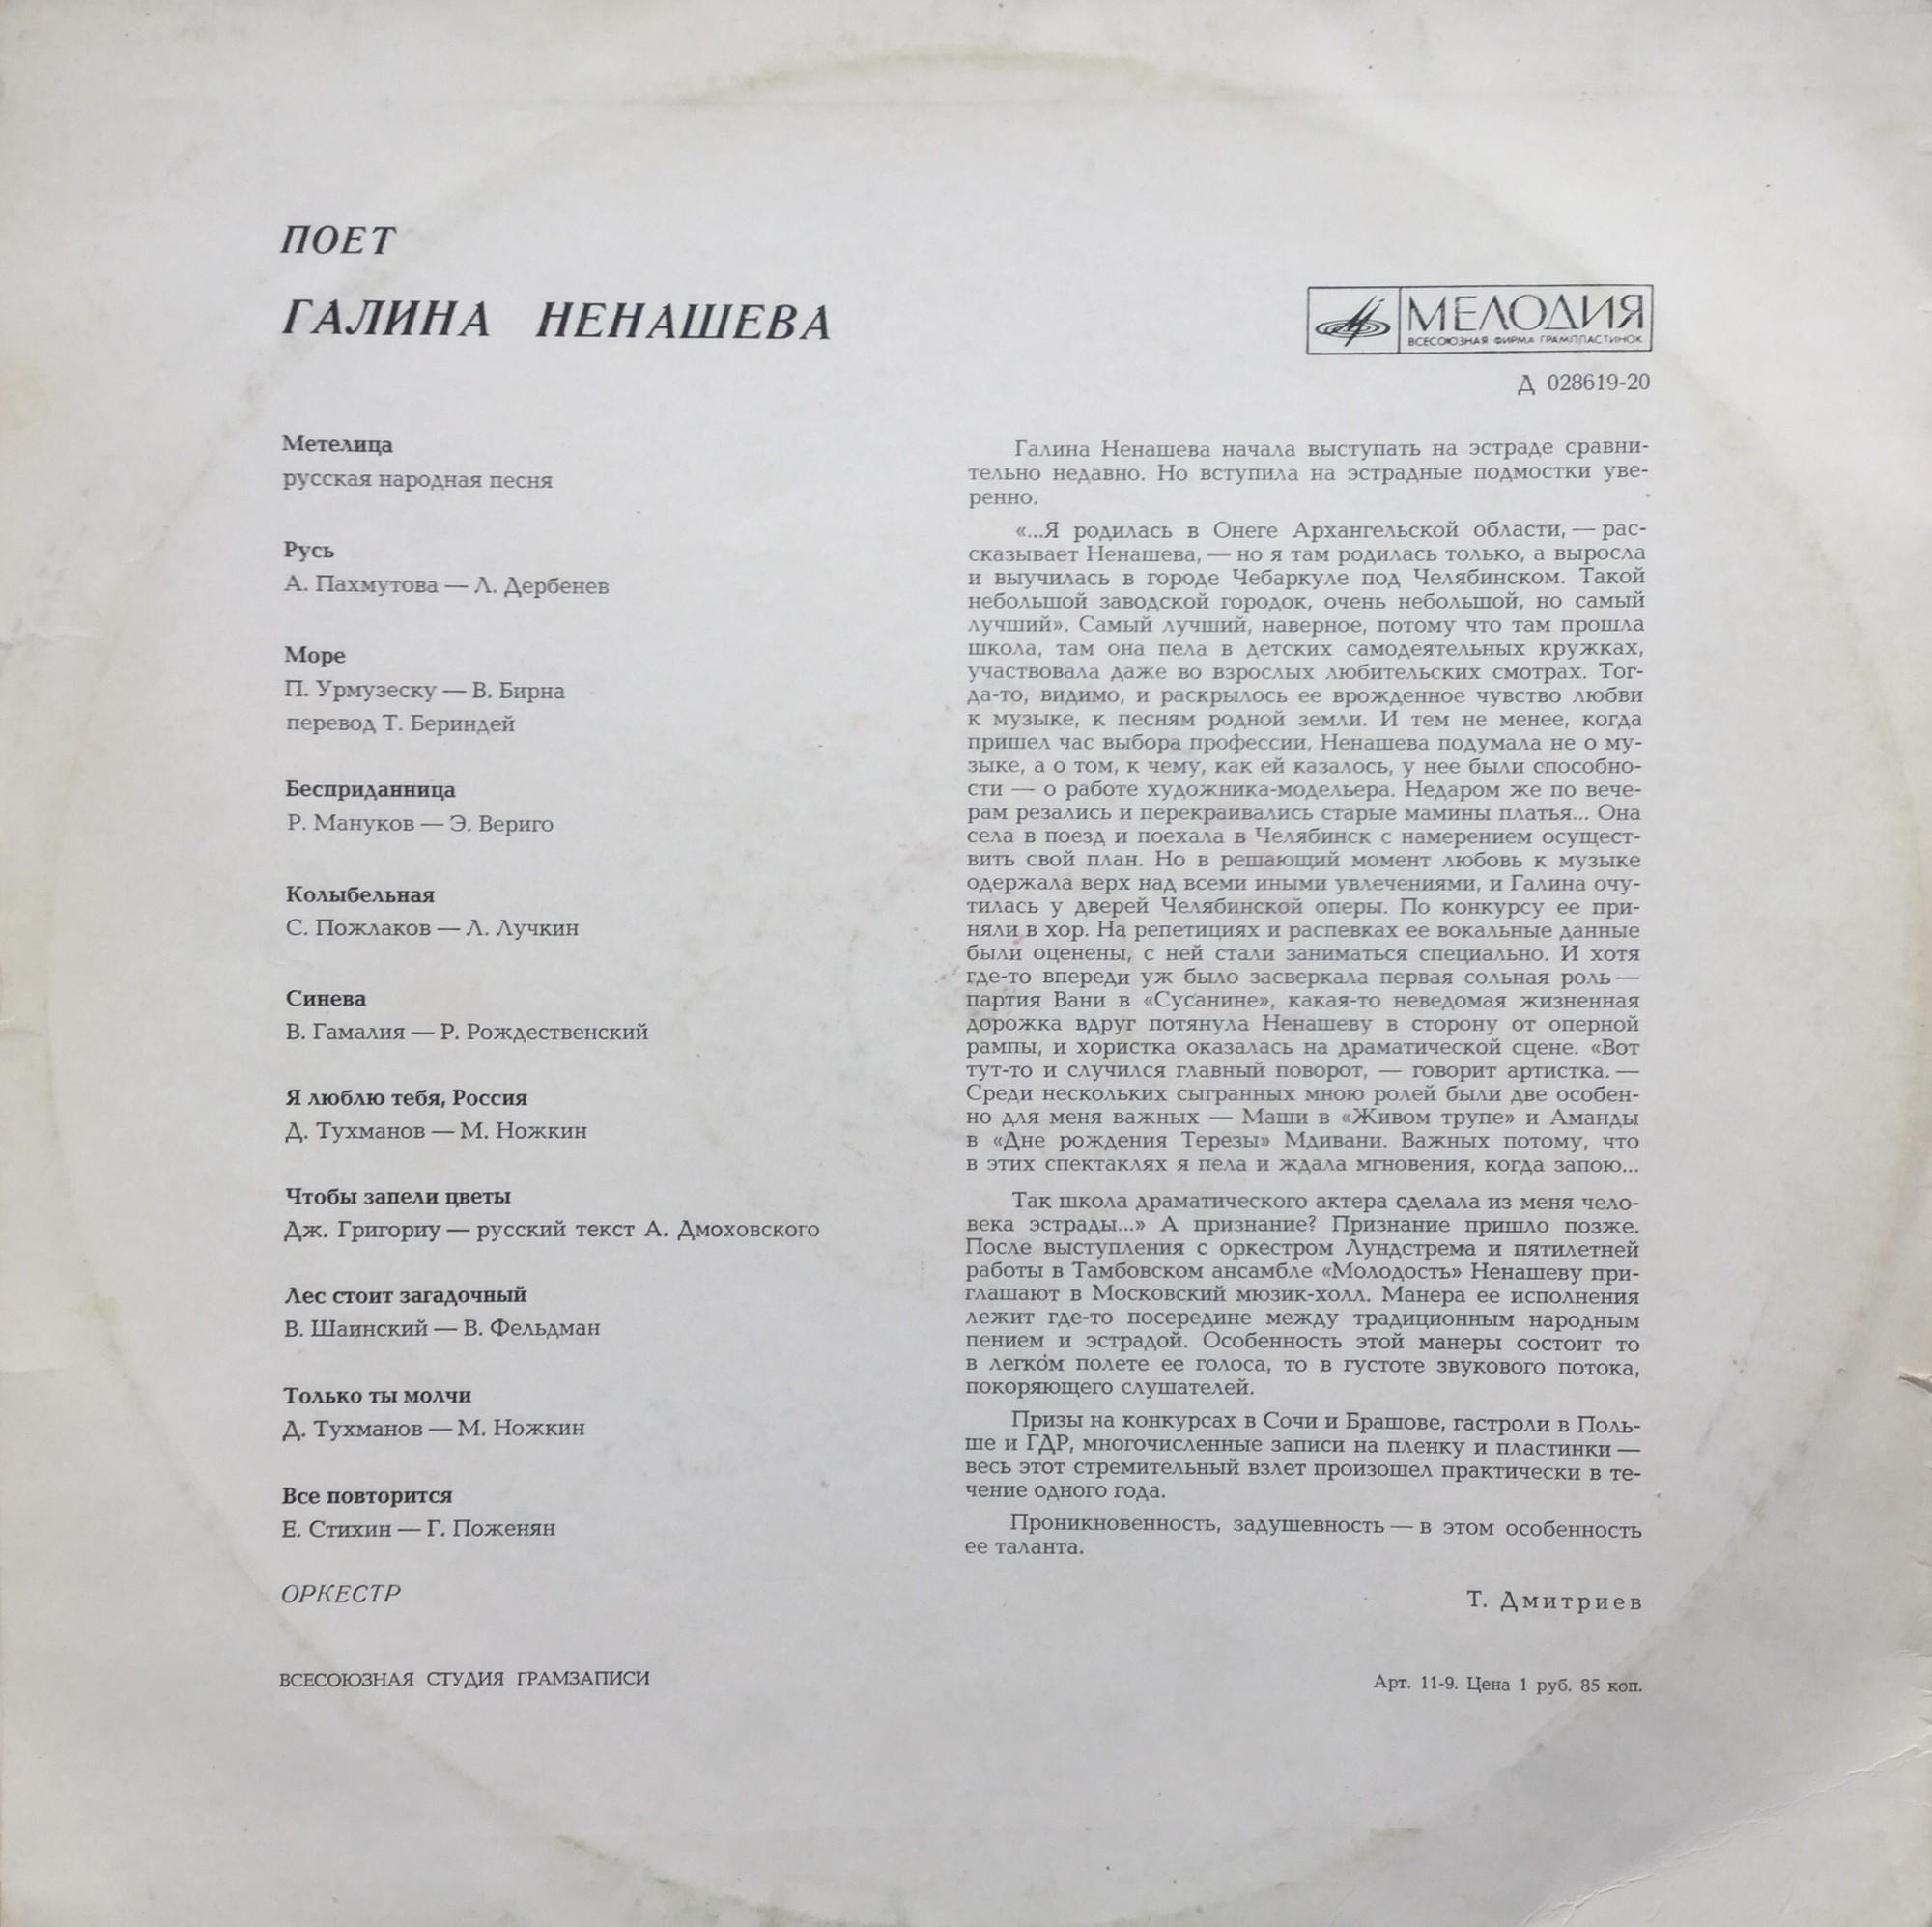 ПОЕТ
ГАЛИНА НЕНАШЕВА
МЕЛОДИЯ
ВСЕСОЮЗНАЯ ФИРМА ГРАМПЛАСТИНОК
Д 028619-20
Метелица
русская народная песня
Русь
А. Пахмутова — Л. Дербенев
Море
П. Урмузеску — В. Бирна
перевод Т. Бериндей
Бесприданница
Р. Мануков — Э. Вериго
Колыбельная
С. Пожлаков — Л. Лучкин
Синева
В. Гамалия — Р. Рождественский
Я люблю тебя, Россия
Д. Тухманов — М. Ножкин
Чтобы запели цветы
Дж. Григориу — русский текст А. Дмоховского
Лес стоит загадочный
В. Шаинский — В. Фельдман
Только ты молчи
Д. Тухманов — М. Ножкин
Все повторится
Е. Стихин — Г. Поженян
ОРКЕСТР
ВСЕСОЮЗНАЯ СТУДИЯ ГРАМЗАПИСИ
Галина Ненашева начала выступать на эстраде сравни-
тельно недавно. Но вступила на эстрадные подмостки уве-
ренно.
«...Я родилась в Онеге Архангельской области, — рас-
сказывает Ненашева, — но я там родилась только, а выросла
и выучилась в городе Чебаркуле под Челябинском. Такой
небольшой заводской городок, очень небольшой, но самый
лучший». Самый лучший, наверное, потому что там прошла
школа, там она пела в детских самодеятельных кружках,
участвовала даже во взрослых любительских смотрах. Тог-
да-то, видимо, и раскрылось ее врожденное чувство любви
к музыке, к песням родной земли. И тем не менее, когда
пришел час выбора профессии, Ненашева подумала не о му-
зыке, а о том, к чему, как ей казалось, у нее были способно-
сти — о работе художника-модельера. Недаром же по вече-
рам резались и перекраивались старые мамины платья... Она
села в поезд и поехала в Челябинск с намерением осущест-
вить свой план. Но в решающий момент любовь к музыке
одержала верх над всеми иными увлечениями, и Галина очу-
тилась у дверей Челябинской оперы. По конкурсу ее при-
няли в хор. На репетициях и распевках ее вокальные данные
были оценены, с ней стали заниматься специально. И хотя
где-то впереди уж было засверкала первая сольная роль —
партия Вани в «Сусанине», какая-то неведомая жизненная
дорожка вдруг потянула Ненашеву в сторону от оперной
рампы, и хористка оказалась на драматической сцене. «Вот
тут-то и случился главный поворот, — говорит артистка. —
Среди нескольких сыгранных мною ролей были две особен-
но для меня важных — Маши в «Живом трупе» и Аманды
в «Дне рождения Терезы» Мдивани. Важных потому, что
в этих спектаклях я пела и ждала мгновения, когда запою...
Так школа драматического актера сделала из меня чело-
века эстрады...» А признание? Признание пришло позже.
После выступления с оркестром Лундстрема и пятилетней
работы в Тамбовском ансамбле «Молодость» Ненашеву при-
глашают в Московский мюзик-холл. Манера ее исполнения
лежит где-то посередине между традиционным народным
пением и эстрадой. Особенность этой манеры состоит то
в легком полете ее голоса, то в густоте звукового потока,
покоряющего слушателей.
Призы на конкурсах в Сочи и Брашове, гастроли в Поль-
ше и ГДР, многочисленные записи на пленку и пластинки —
весь этот стремительный взлет произошел практически в те-
чение одного года.
Проникновенность, задушевность — в этом особенность
ее таланта.
Т. Дмитриев
Арт. 11-9. Цена 1 руб. 85 коп.